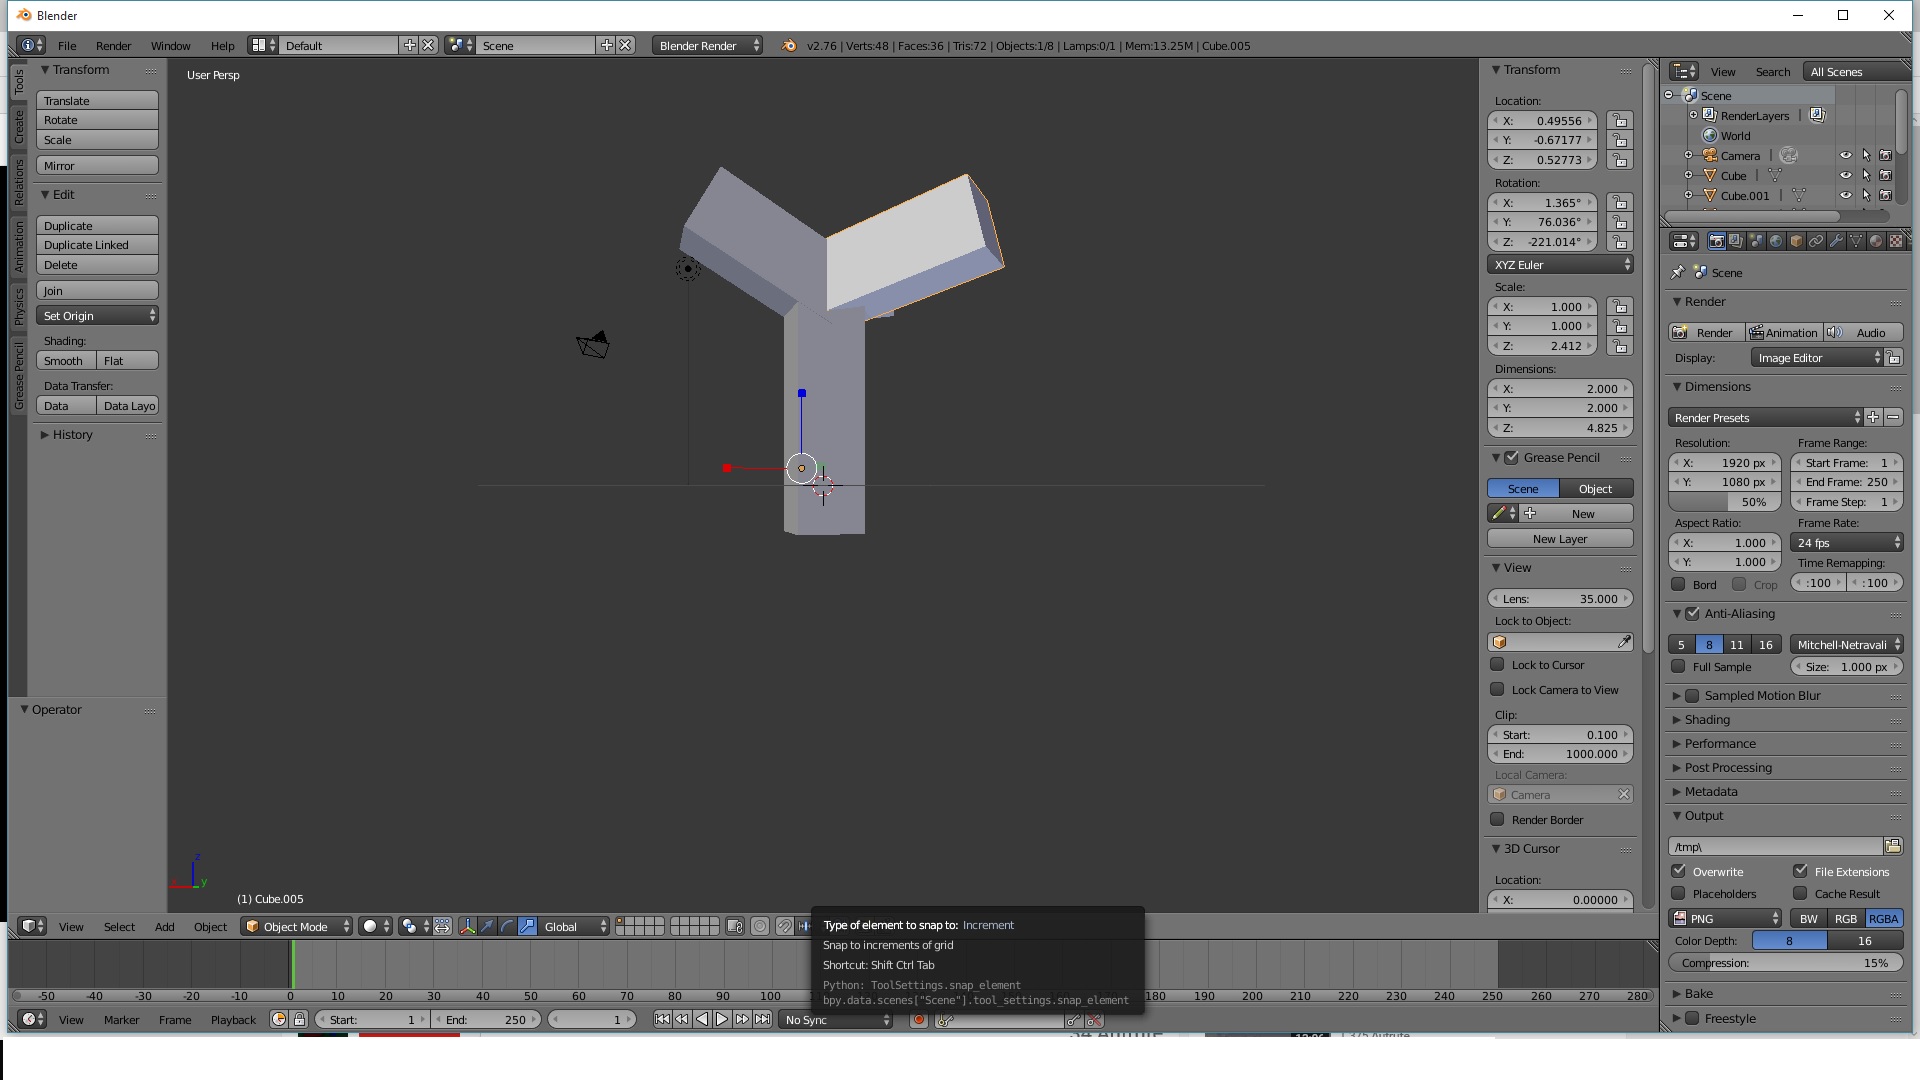 Blender
File Render Window Help Default Scene Blender Render v2.76 | Verts:48 | Faces:36 | Tris:72 | Objects:1/8 | Lamps:0/1 | Mem:13.25M | Cube.005
Tools
Create
Relations
Animation
Physics
Grease Pencil
Transform
Translate
Rotate
Scale
Mirror
Edit
Duplicate
Duplicate Linked
Delete
Join
Set Origin
Shading:
Smooth Flat
Data Transfer:
Data Data Layo
History
Operator
User Persp
z
y
(1) Cube.005
Transform
Location:
X: 0.49556
Y: -0.67177
Z: 0.52773
Rotation:
X: 1.365°
Y: 76.036°
Z: -221.014°
XYZ Euler
Scale:
X: 1.000
Y: 1.000
Z: 2.412
Dimensions:
X: 2.000
Y: 2.000
Z: 4.825
Grease Pencil
Scene Object
New
New Layer
View
Lens: 35.000
Lock to Object:
Lock to Cursor
Lock Camera to View
Clip:
Start: 0.100
End: 1000.000
Local Camera:
Camera
Render Border
3D Cursor
Location:
X: 0.00000
View Search All Scenes
Scene
RenderLayers |
World
Camera |
Cube |
Cube.001 |
Scene
Render
Render Animation Audio
Display: Image Editor
Dimensions
Render Presets
Resolution: Frame Range:
X: 1920 px Start Frame: 1
Y: 1080 px End Frame: 250
50% Frame Step: 1
Aspect Ratio: Frame Rate:
X: 1.000 24 fps
Y: 1.000 Time Remapping:
Bord Crop :100 :100
Anti-Aliasing
5 8 11 16 Mitchell-Netravali
Full Sample Size: 1.000 px
Sampled Motion Blur
Shading
Performance
Post Processing
Metadata
Output
/tmp\
Overwrite File Extensions
Placeholders Cache Result
PNG BW RGB RGBA
Color Depth: 8 16
Compression: 15%
Bake
Freestyle
View Select Add Object Object Mode Global
Type of element to snap to: Increment
Snap to increments of grid
Shortcut: Shift Ctrl Tab
Python: ToolSettings.snap_element
bpy.data.scenes["Scene"].tool_settings.snap_element
-50 -40 -30 -20 -10 0 10 20 30 40 50 60 70 80 90 100 180 190 200 210 220 230 240 250 260 270 280
View Marker Frame Playback Start: 1 End: 250 1 No Sync